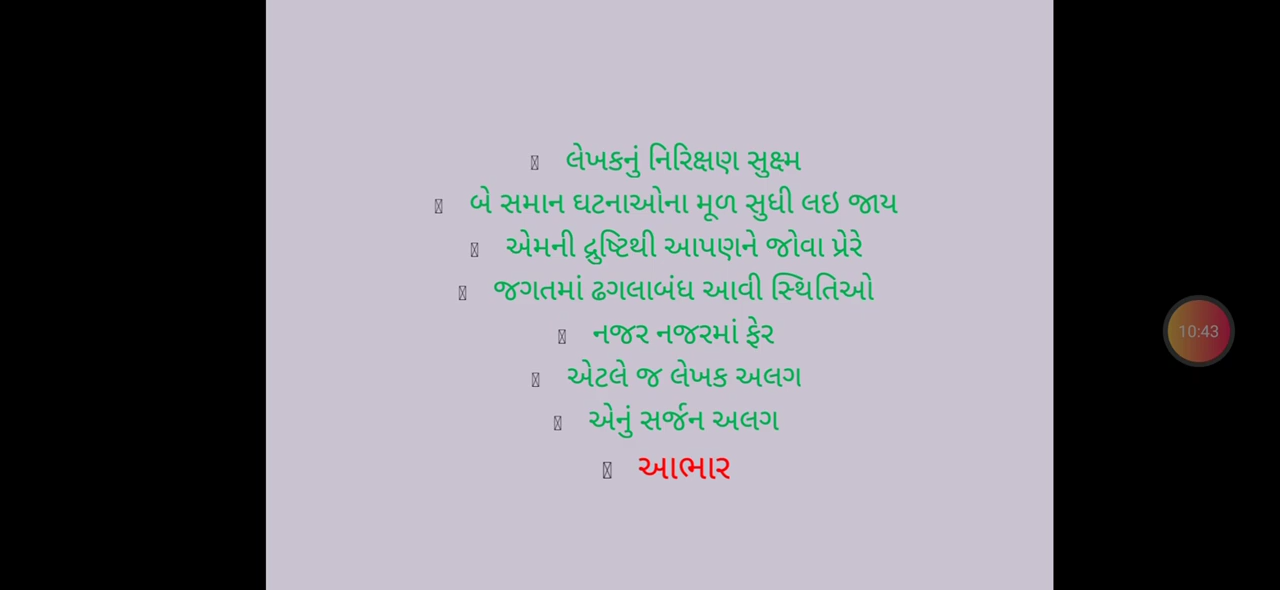 લેખકનું નિરિક્ષણ સુક્ષ્મ
બે સમાન ઘટનાઓના મૂળ સુધી લઇ જાય
એમની દ્રુષ્ટિથી આપણને જોવા પ્રેરે
જગતમાં ઢગલાબંધ આવી સ્થિતિઓ
નજર નજરમાં ફેર
એટલે જ લેખક અલગ
એનું સર્જન અલગ
આભાર
10:43